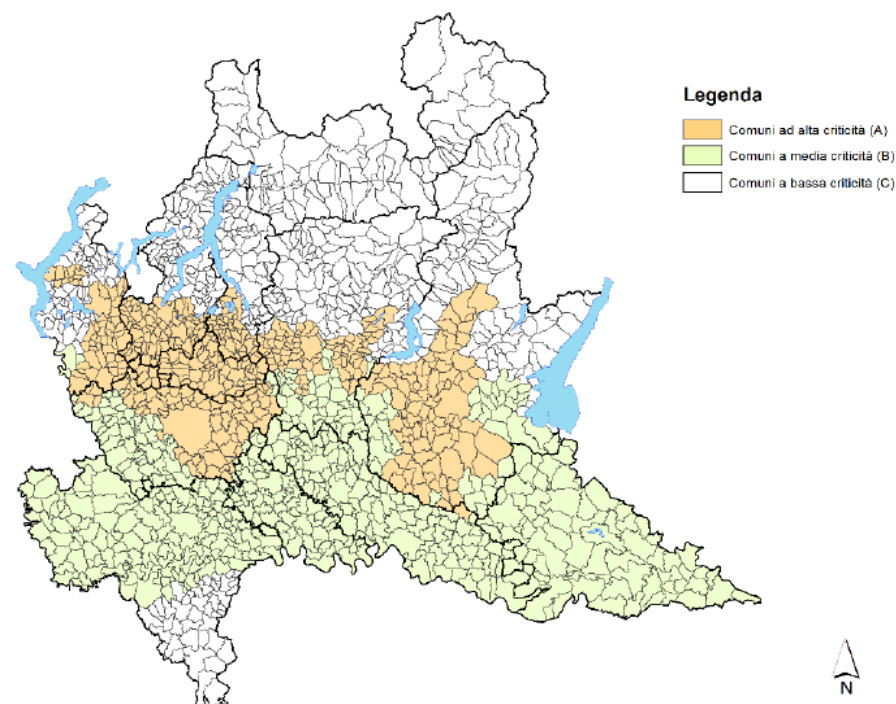 Legenda
Comuni ad alta criticità (A)
Comuni a media criticità (B)
Comuni a bassa criticità (C)
N